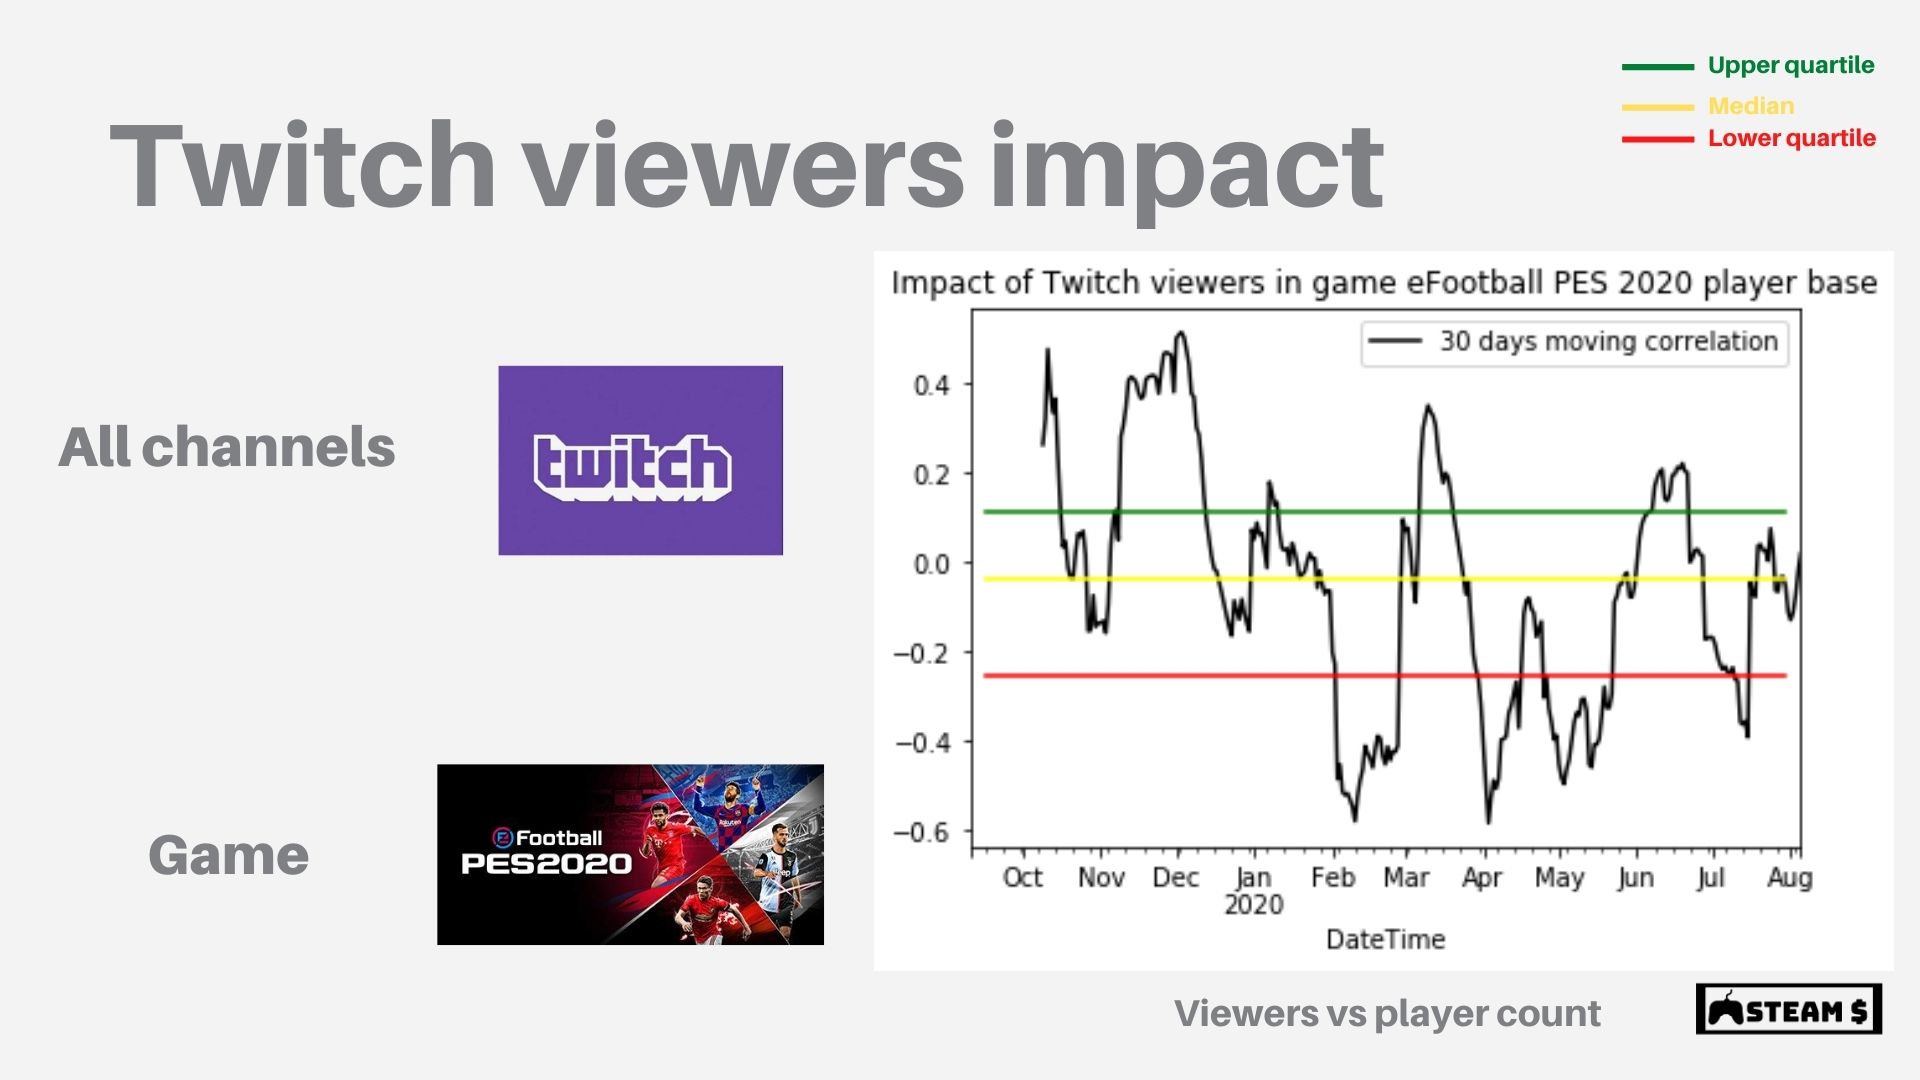 Upper quartile
Median
Lower quartile
Twitch viewers impact
Impact of Twitch viewers in game eFootball PES 2020 player base
30 days moving correlation
0.4
0.2
0.0
−0.2
−0.4
−0.6
Oct Nov Dec Jan Feb Mar Apr May Jun Jul Aug
2020
DateTime
All channels
twitch
Game
Football
PES2020
Viewers vs player count
STEAM $